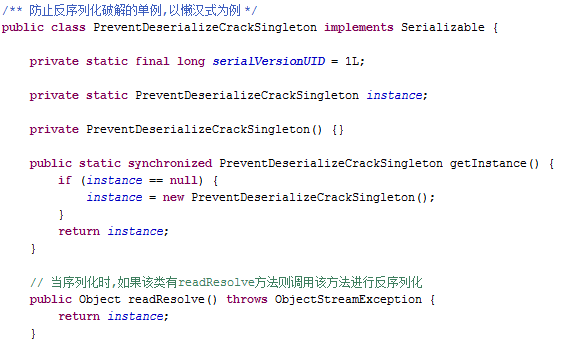 /** 防止反序列化破解的单例,以懒汉式为例 */
public class PreventDeserializeCrackSingleton implements Serializable {
private static final long serialVersionUID = 1L;
private static PreventDeserializeCrackSingleton instance;
private PreventDeserializeCrackSingleton() {}
public static synchronized PreventDeserializeCrackSingleton getInstance() {
if (instance == null) {
instance = new PreventDeserializeCrackSingleton();
}
return instance;
}
// 当序列化时,如果该类有readResolve方法则调用该方法进行反序列化
public Object readResolve() throws ObjectStreamException {
return instance;
}